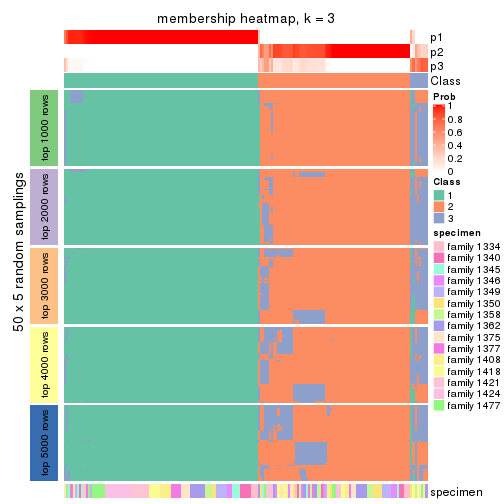 membership heatmap, k = 3
p1
p2
p3
Class
50 x 5 random samplings
top 1000 rows
top 2000 rows
top 3000 rows
top 4000 rows
top 5000 rows
specimen
Prob
1
0.8
0.6
0.4
0.2
0
Class
1
2
3
specimen
family 1334
family 1340
family 1345
family 1346
family 1349
family 1350
family 1358
family 1362
family 1375
family 1377
family 1408
family 1418
family 1421
family 1424
family 1477